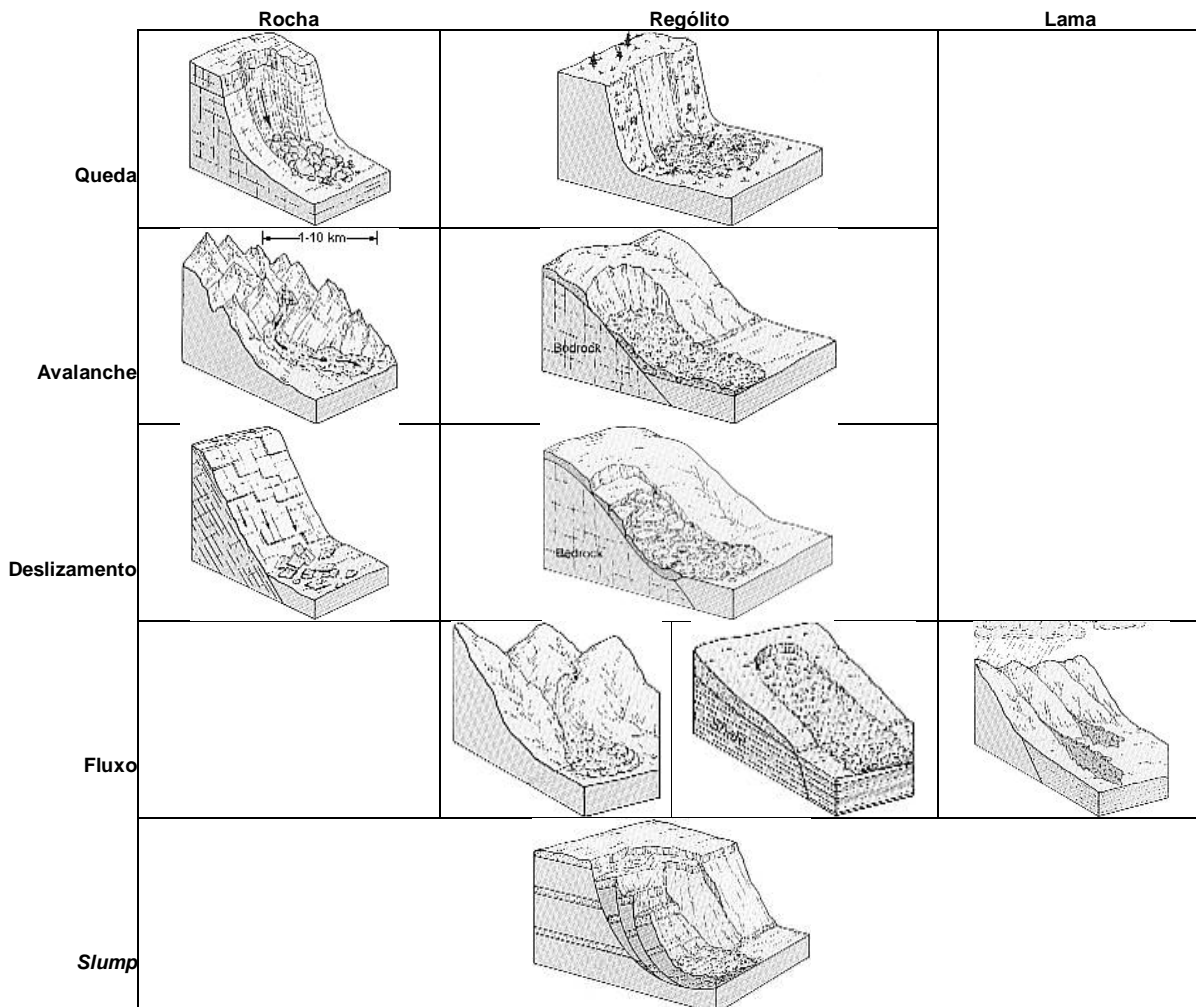 Rocha Rególito Lama
Queda
1-10 km
Avalanche
Bedrock
Deslizamento
Bedrock
Fluxo
Slump